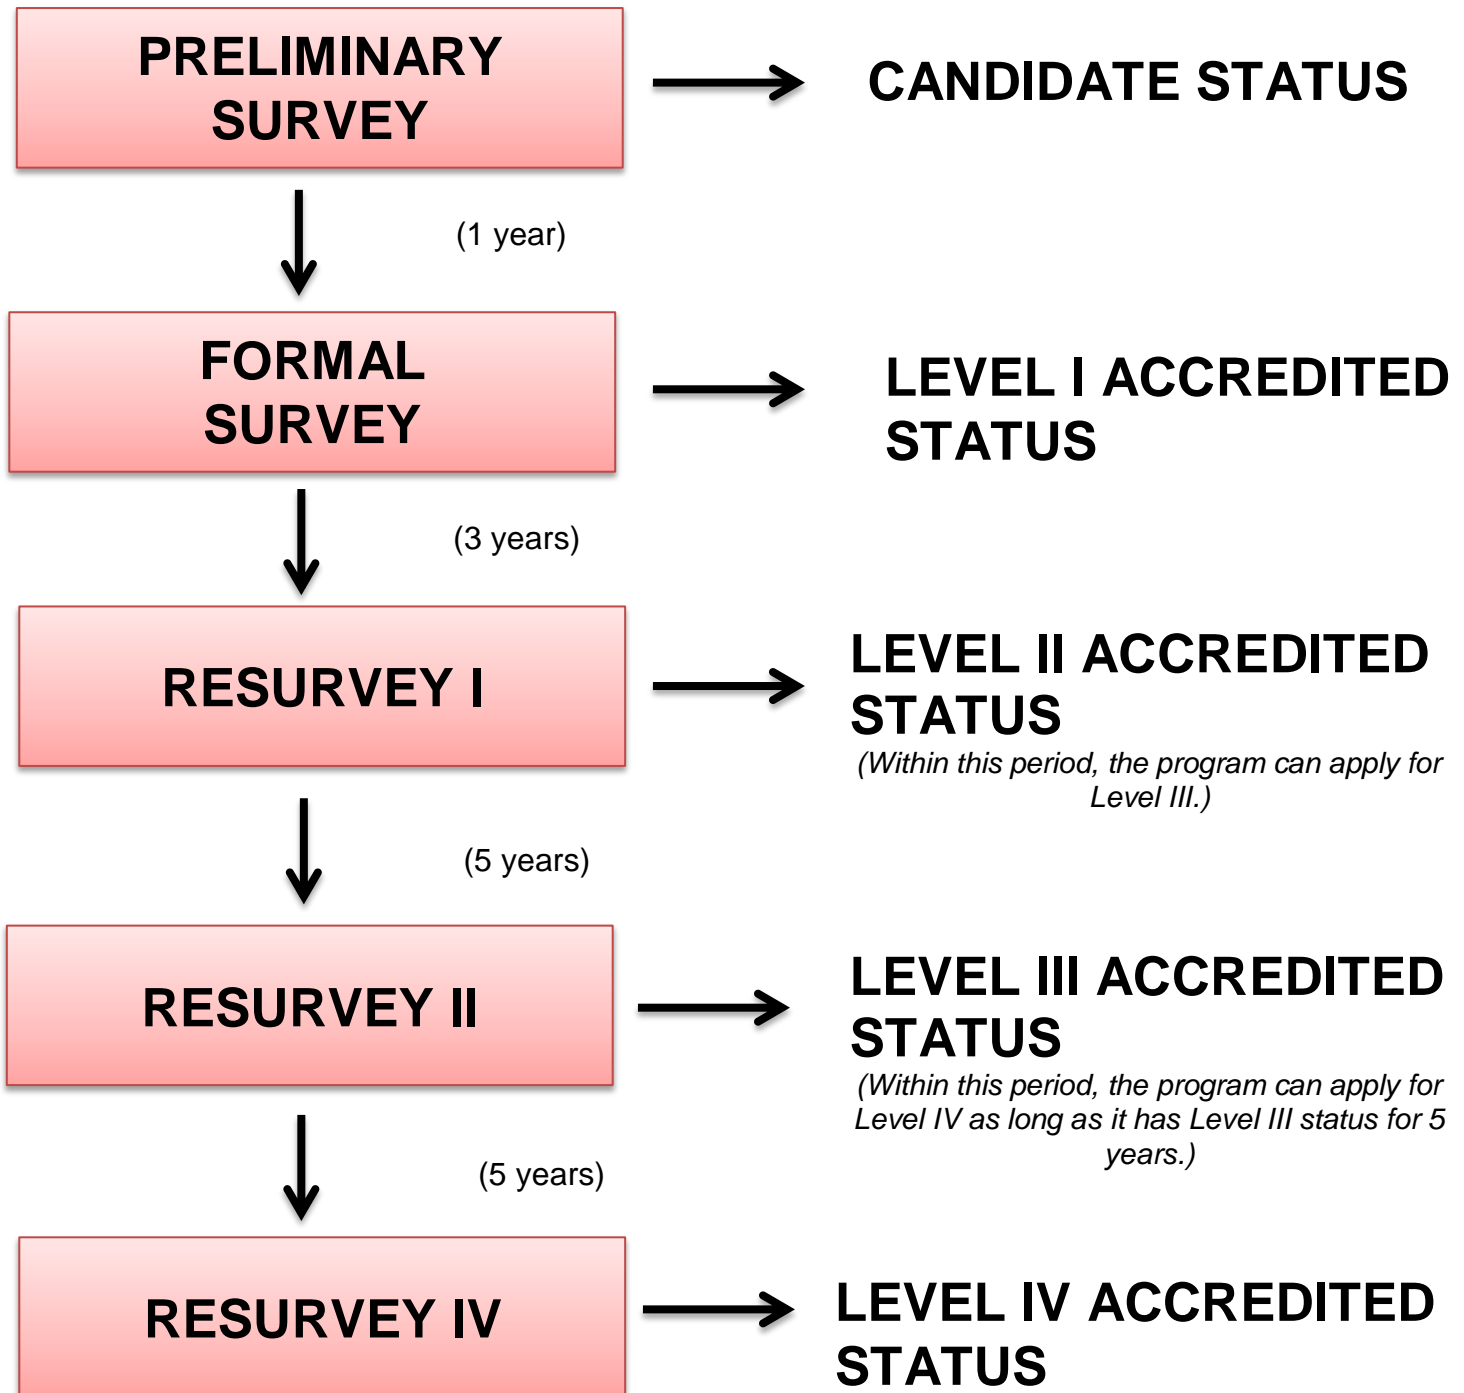 PRELIMINARY
SURVEY
CANDIDATE STATUS
(1 year)
FORMAL
SURVEY
LEVEL I ACCREDITED
STATUS
(3 years)
RESURVEY I
LEVEL II ACCREDITED
STATUS
(Within this period, the program can apply for
Level III.)
(5 years)
RESURVEY II
LEVEL III ACCREDITED
STATUS
(Within this period, the program can apply for
Level IV as long as it has Level III status for 5
years.)
(5 years)
RESURVEY IV
LEVEL IV ACCREDITED
STATUS